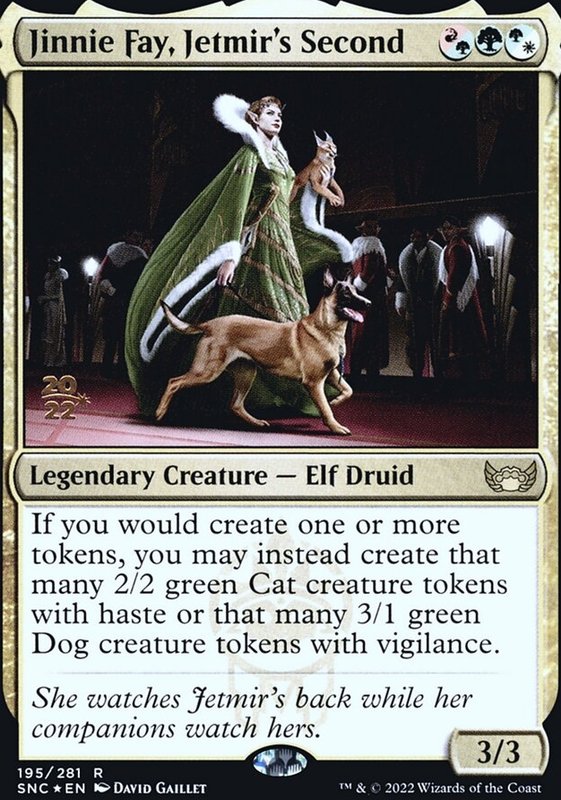 Jinnie Fay, Jetmir's Second
20
22
Legendary Creature — Elf Druid
If you would create one or more
tokens, you may instead create that
many 2/2 green Cat creature tokens
with haste or that many 3/1 green
Dog creature tokens with vigilance.
She watches Jetmir's back while her
companions watch hers.
3/3
195/281 R
SNC ★ EN DAVID GAILLET
™ & © 2022 Wizards of the Coast